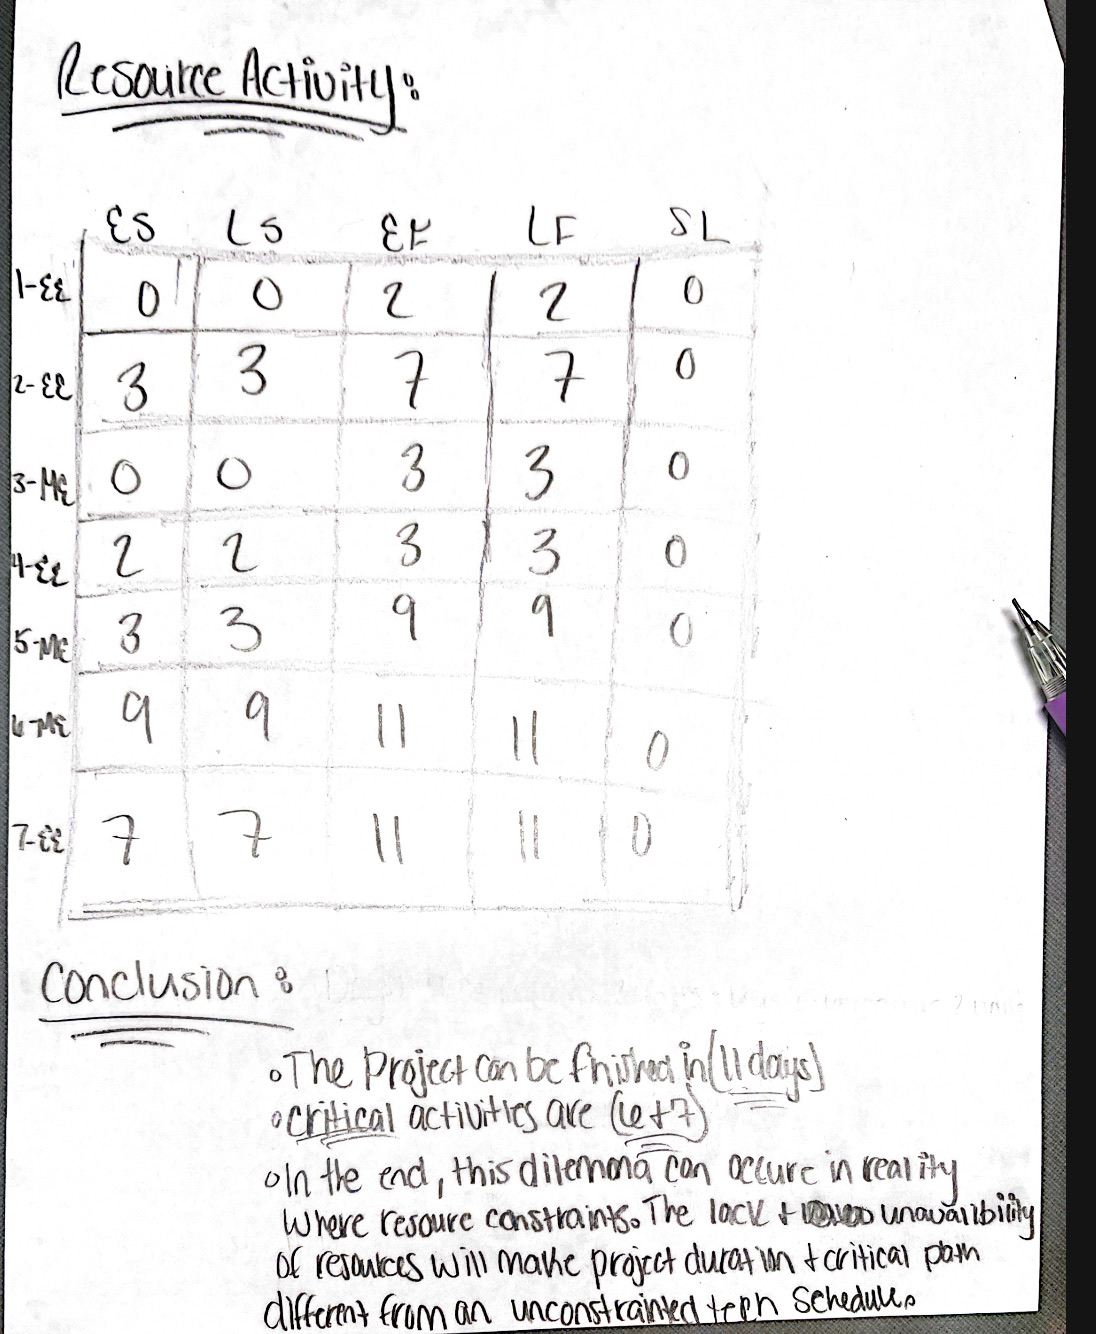 Resource Activity:
ES LS EF LF SL
1-EE 0 0 2 2 0
2-EE 3 3 7 7 0
3-ME 0 0 3 3 0
4-EE 2 2 3 3 0
5-ME 3 3 9 9 0
6-ME 9 9 11 11 0
7-EE 7 7 11 11 0
Conclusion:
The Project can be finished in (11 days)
Critical activities are (6+7)
In the end, this dilemma can occure in reality
where resoure constraints. The lack + unavailibility
of resources will make project duration + critical path
different from an unconstrainted schedule.